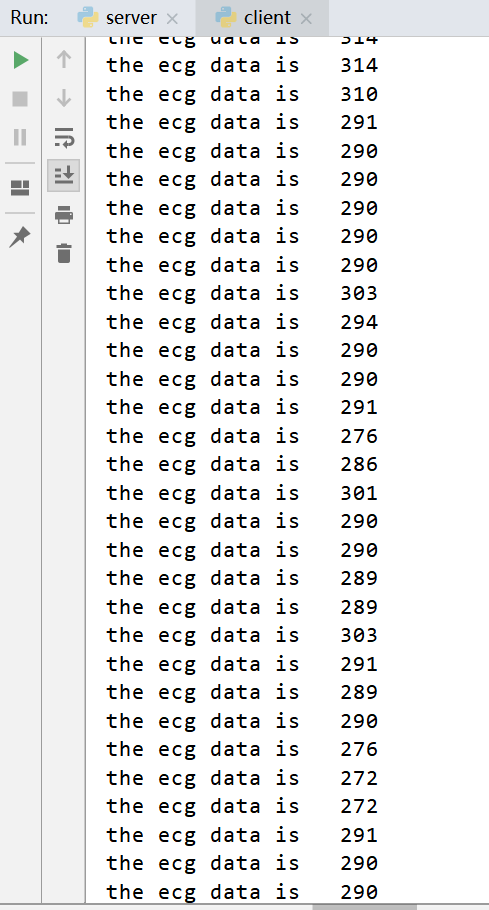 Run: server client
the ecg data is 314
the ecg data is 314
the ecg data is 310
the ecg data is 291
the ecg data is 290
the ecg data is 290
the ecg data is 290
the ecg data is 290
the ecg data is 290
the ecg data is 303
the ecg data is 294
the ecg data is 290
the ecg data is 290
the ecg data is 291
the ecg data is 276
the ecg data is 286
the ecg data is 301
the ecg data is 290
the ecg data is 290
the ecg data is 289
the ecg data is 289
the ecg data is 303
the ecg data is 291
the ecg data is 289
the ecg data is 290
the ecg data is 276
the ecg data is 272
the ecg data is 272
the ecg data is 291
the ecg data is 290
the ecg data is 290